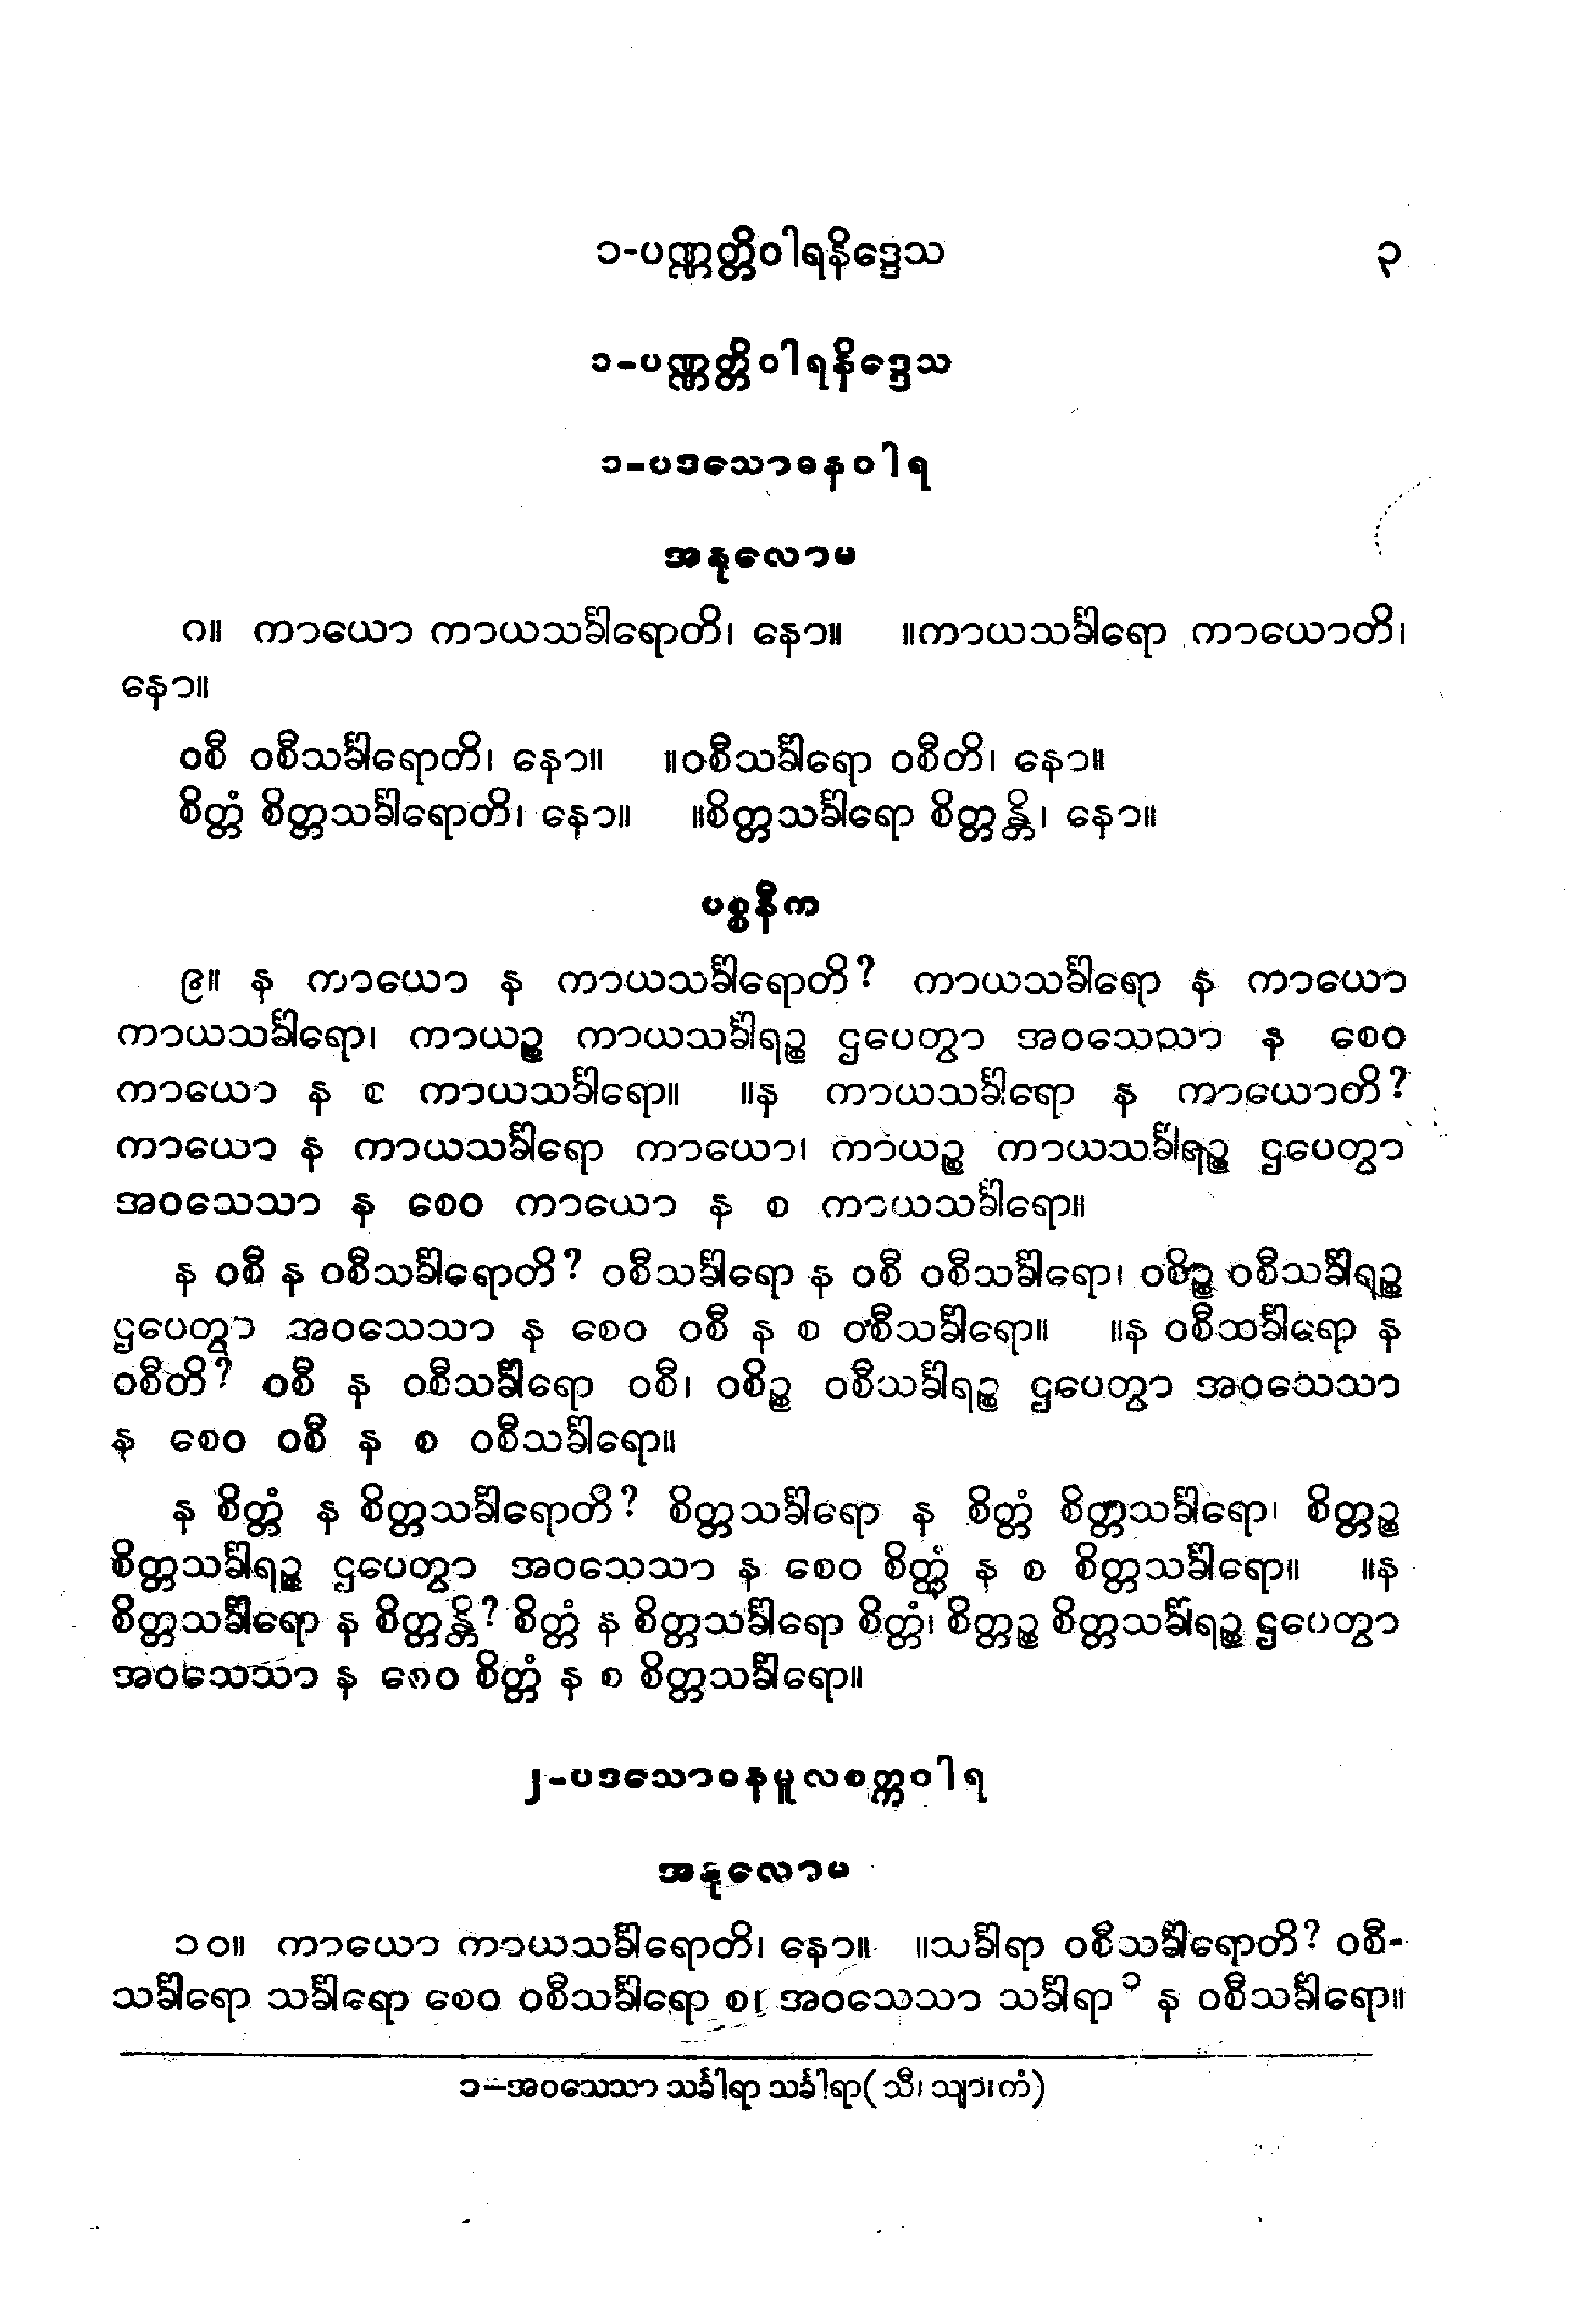 ၁-ပဏ္ဏတ္တိဝါရနိဒ္ဒေသ ၃
၁-ပဏ္ဏတ္တိဝါရနိဒ္ဒေသ
၁-ပဒသောဓနဝါရ
အနုလောမ
၈။ ကာယော ကာယသင်္ခါရောတိ၊ နော။ ။ကာယသင်္ခါရော ကာယောတိ၊
နော။
ဝစီ ဝစီသင်္ခါရောတိ၊ နော။ ။ဝစီသင်္ခါရော ဝစီတိ၊ နော။
စိတ္တံ စိတ္တသင်္ခါရောတိ၊ နော။ ။စိတ္တသင်္ခါရော စိတ္တန္တိ၊ နော။
ပစ္စနီက
၉။ န ကာယော န ကာယသင်္ခါရောတိ? ကာယသင်္ခါရော န ကာယော
ကာယသင်္ခါရော၊ ကာယဉ္စ ကာယသင်္ခါရဉ္စ ဌပေတွာ အဝသေသာ န စေဝ
ကာယော န စ ကာယသင်္ခါရော။ ။န ကာယသင်္ခါရော န ကာယောတိ?
ကာယော န ကာယသင်္ခါရော ကာယော၊ ကာယဉ္စ ကာယသင်္ခါရဉ္စ ဌပေတွာ
အဝသေသာ န စေဝ ကာယော န စ ကာယသင်္ခါရော။
န ဝစီ န ဝစီသင်္ခါရောတိ? ဝစီသင်္ခါရော န ဝစီ ဝစီသင်္ခါရော၊ ဝစိဉ္စ ဝစီသင်္ခါရဉ္စ
ဌပေတွာ အဝသေသာ န စေဝ ဝစီ န စ ဝစီသင်္ခါရော။ ။န ဝစီသင်္ခါရော န
ဝစီတိ? ဝစီ န ဝစီသင်္ခါရော ဝစီ၊ ဝစိဉ္စ ဝစီသင်္ခါရဉ္စ ဌပေတွာ အဝသေသာ
န စေဝ ဝစီ န စ ဝစီသင်္ခါရော။
န စိတ္တံ န စိတ္တသင်္ခါရောတိ? စိတ္တသင်္ခါရော န စိတ္တံ စိတ္တသင်္ခါရော၊ စိတ္တဉ္စ
စိတ္တသင်္ခါရဉ္စ ဌပေတွာ အဝသေသာ န စေဝ စိတ္တံ န စ စိတ္တသင်္ခါရော။ ။န
စိတ္တသင်္ခါရော န စိတ္တန္တိ? စိတ္တံ န စိတ္တသင်္ခါရော စိတ္တံ၊ စိတ္တဉ္စ စိတ္တသင်္ခါရဉ္စ ဌပေတွာ
အဝသေသာ န စေဝ စိတ္တံ န စ စိတ္တသင်္ခါရော။
၂-ပဒသောဓနမူလစက္ကဝါရ
အနုလောမ
၁၀။ ကာယော ကာယသင်္ခါရောတိ၊ နော။ ။သင်္ခါရာ ဝစီသင်္ခါရောတိ? ဝစီ-
သင်္ခါရော သင်္ခါရော စေဝ ဝစီသင်္ခါရော စ၊ အဝသေသာ သင်္ခါရာ ၁ န ဝစီသင်္ခါရော။
၁—အဝသေသာ သင်္ခါရာ သင်္ခါရာ (သီ၊ သျာ၊ ကံ)